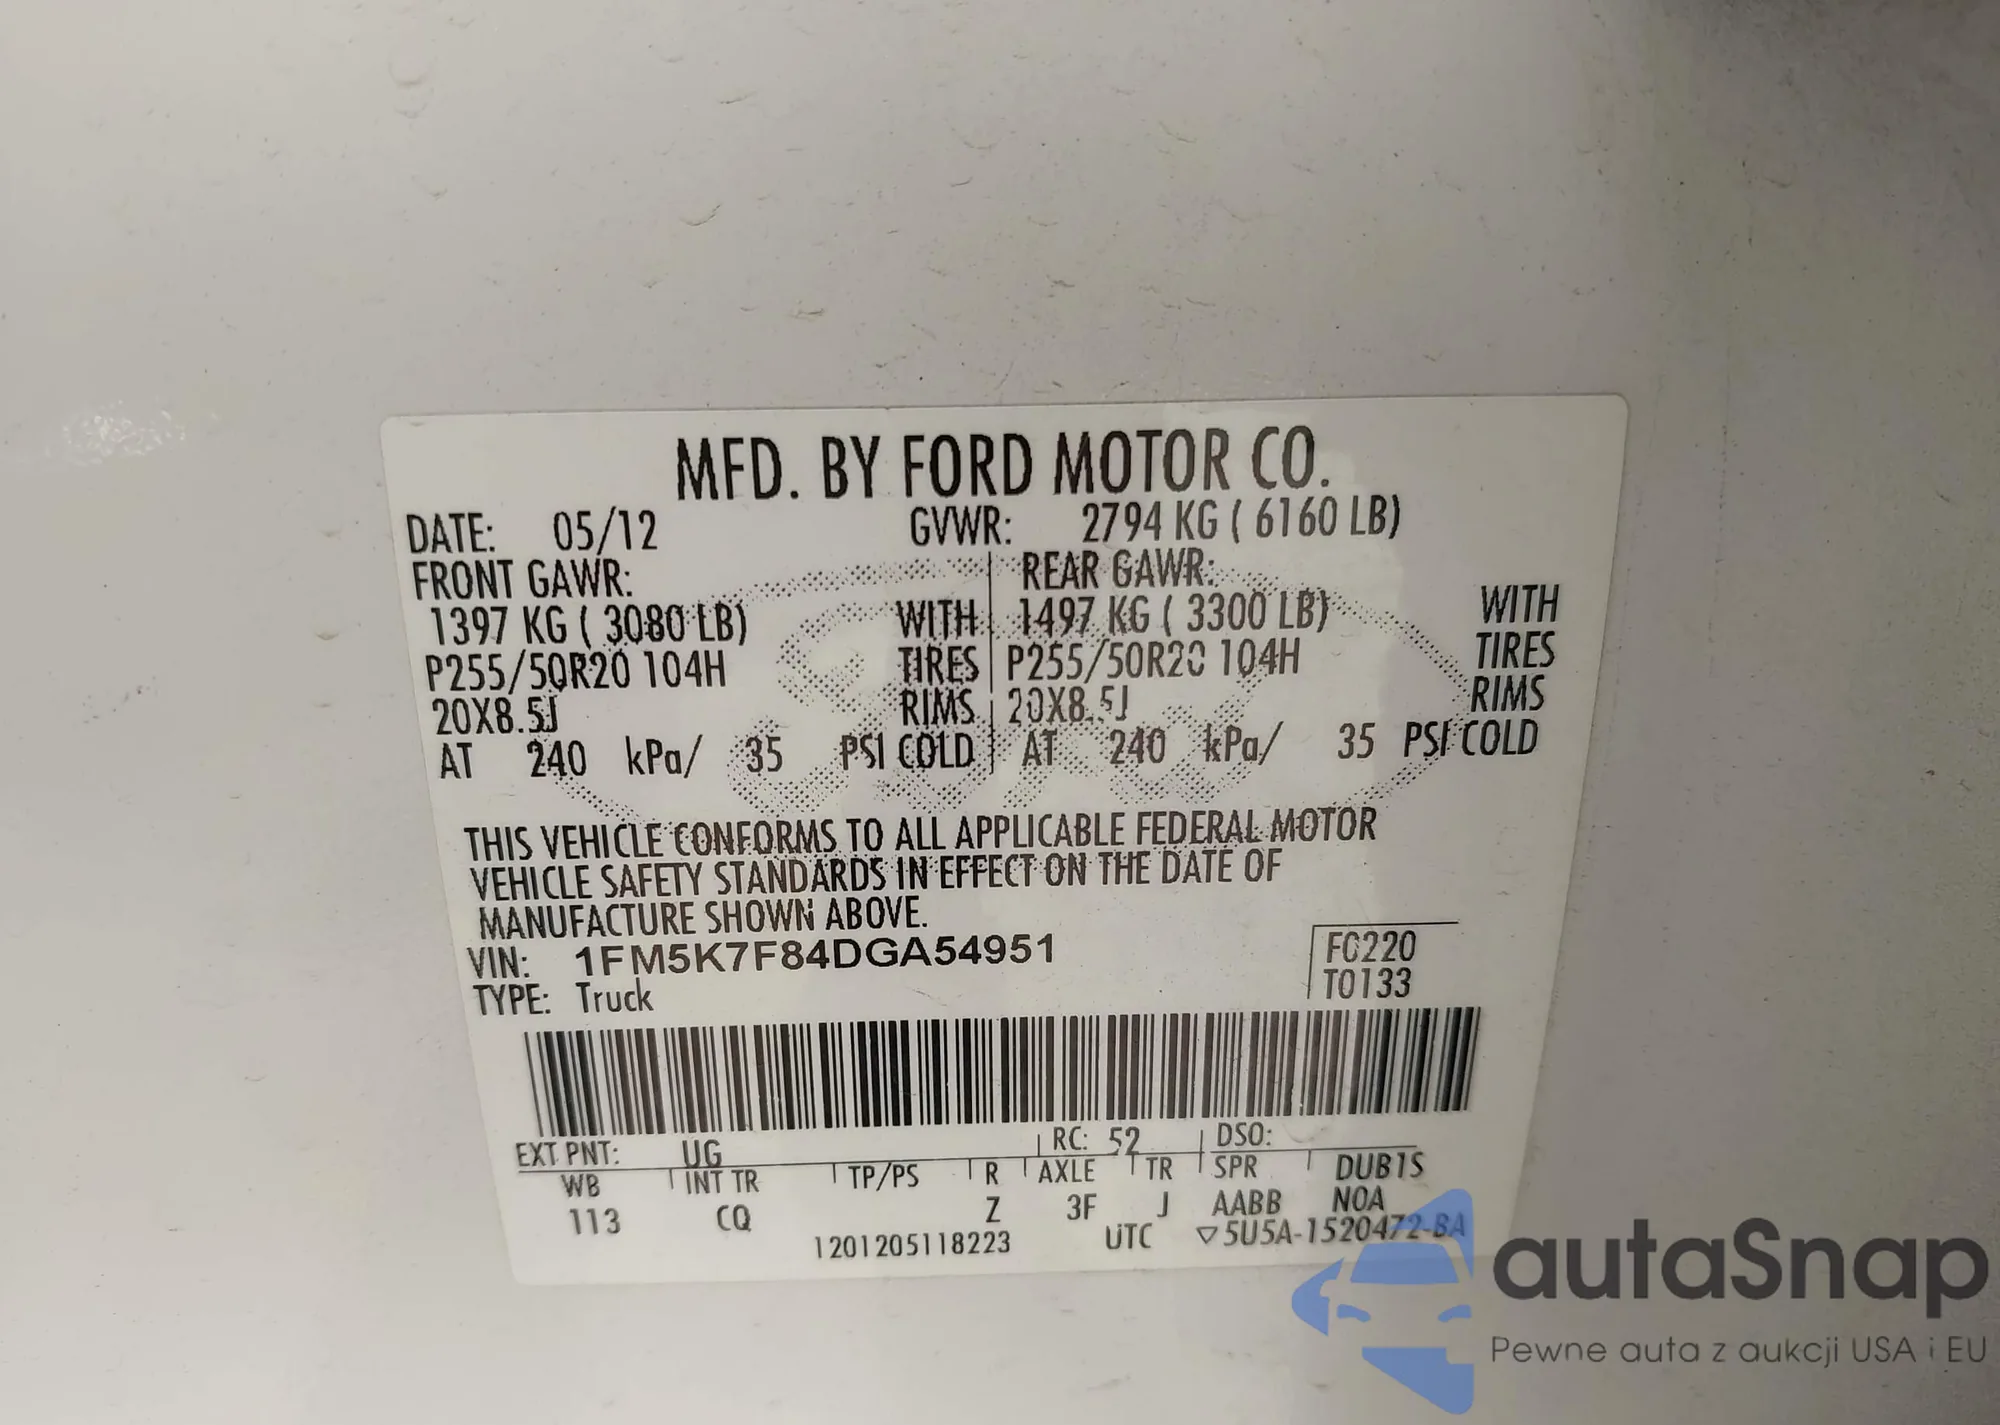 MFD. BY FORD MOTOR CO.
DATE: 05/12 GVWR: 2794 KG ( 6160 LB)
FRONT GAWR: REAR GAWR:
1397 KG ( 3080 LB) WITH 1497 KG ( 3300 LB) WITH
P255/50R20 104H TIRES P255/50R20 104H TIRES
20X8.5J RIMS 20X8.5J RIMS
AT 240 kPa/ 35 PSI COLD AT 240 kPa/ 35 PSI COLD
THIS VEHICLE CONFORMS TO ALL APPLICABLE FEDERAL MOTOR
VEHICLE SAFETY STANDARDS IN EFFECT ON THE DATE OF
MANUFACTURE SHOWN ABOVE.
VIN: 1FM5K7F84DGA54951 F0220
TYPE: Truck T0133
EXT PNT: UG RC: 52 DSO:
WB INT TR TP/PS R AXLE TR SPR DUB1S
113 CQ Z 3F J AABB NOA
1201205118223 UTC ▽5U5A-1520472-BA
autaSnap
Pewne auta z aukcji USA i EU